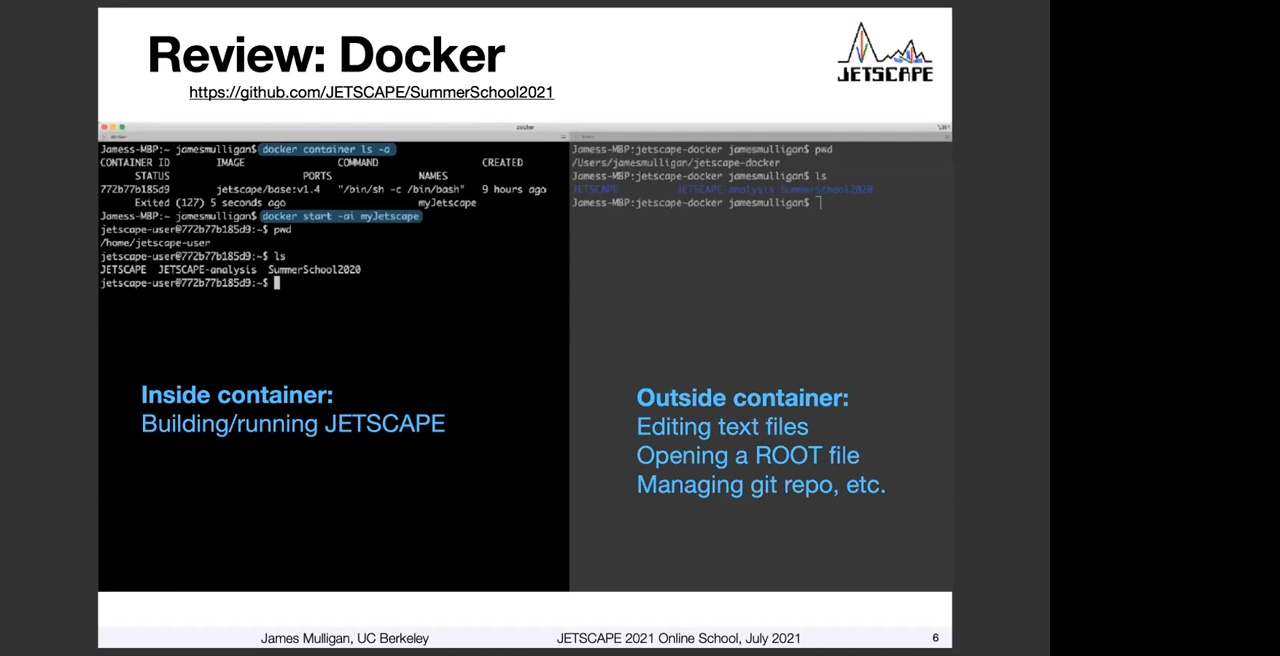 Review: Docker
https://github.com/JETSCAPE/SummerSchool2021
JETSCAPE
docker
Jamess-MBP:~ jamesmulligan$ docker container ls -a
CONTAINER ID IMAGE COMMAND CREATED
STATUS PORTS NAMES
772b77b185d9 jetscape/base:v1.4 "/bin/sh -c /bin/bash" 9 hours ago
Exited (127) 5 seconds ago myJetscape
Jamess-MBP:~ jamesmulligan$ docker start -ai myJetscape
jetscape-user@772b77b185d9:~$ pwd
/home/jetscape-user
jetscape-user@772b77b185d9:~$ ls
JETSCAPE JETSCAPE-analysis SummerSchool2020
jetscape-user@772b77b185d9:~$
Jamess-MBP:jetscape-docker jamesmulligan$ pwd
/Users/jamesmulligan/jetscape-docker
Jamess-MBP:jetscape-docker jamesmulligan$ ls
JETSCAPE JETSCAPE-analysis SummerSchool2020
Jamess-MBP:jetscape-docker jamesmulligan$
Inside container:
Building/running JETSCAPE
Outside container:
Editing text files
Opening a ROOT file
Managing git repo, etc.
James Mulligan, UC Berkeley
JETSCAPE 2021 Online School, July 2021
6